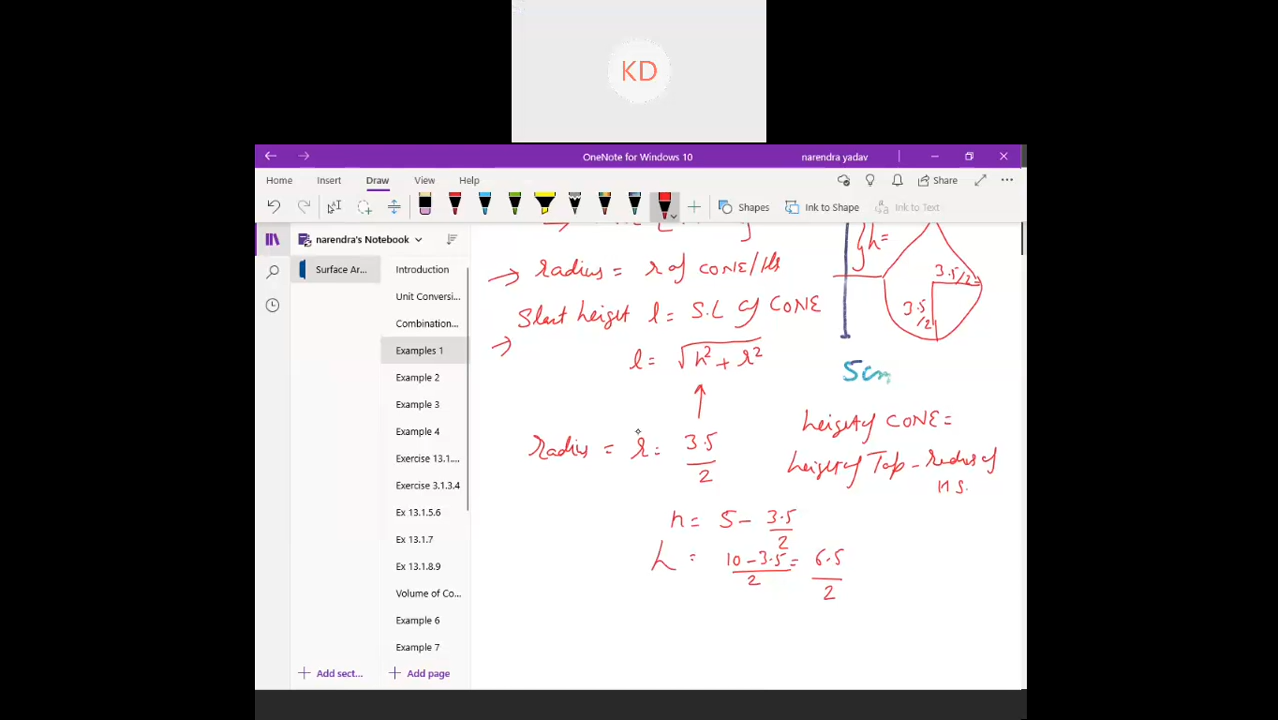 KD
OneNote for Windows 10
narendra yadav
Home Insert Draw View Help
Share
Shapes
Ink to Shape
Ink to Text
narendra's Notebook
Surface Ar...
Introduction
Unit Conversi...
Combination...
Examples 1
Example 2
Example 3
Example 4
Exercise 13.1....
Exercise 3.1.3.4
Ex 13.1.5.6
Ex 13.1.7
Ex 13.1.8.9
Volume of Co...
Example 6
Example 7
Add sect...
Add page
h=
→ radius = r of CONE/HS
3.5/2
3.5
/2
Slant height l = S.L of CONE
→ l = √h²+r²
5cm
height of CONE =
radius = r = 3.5
2
height of Top - radius of
H S.
h = 5 - 3.5
2
h = 10-3.5 = 6.5
2 2